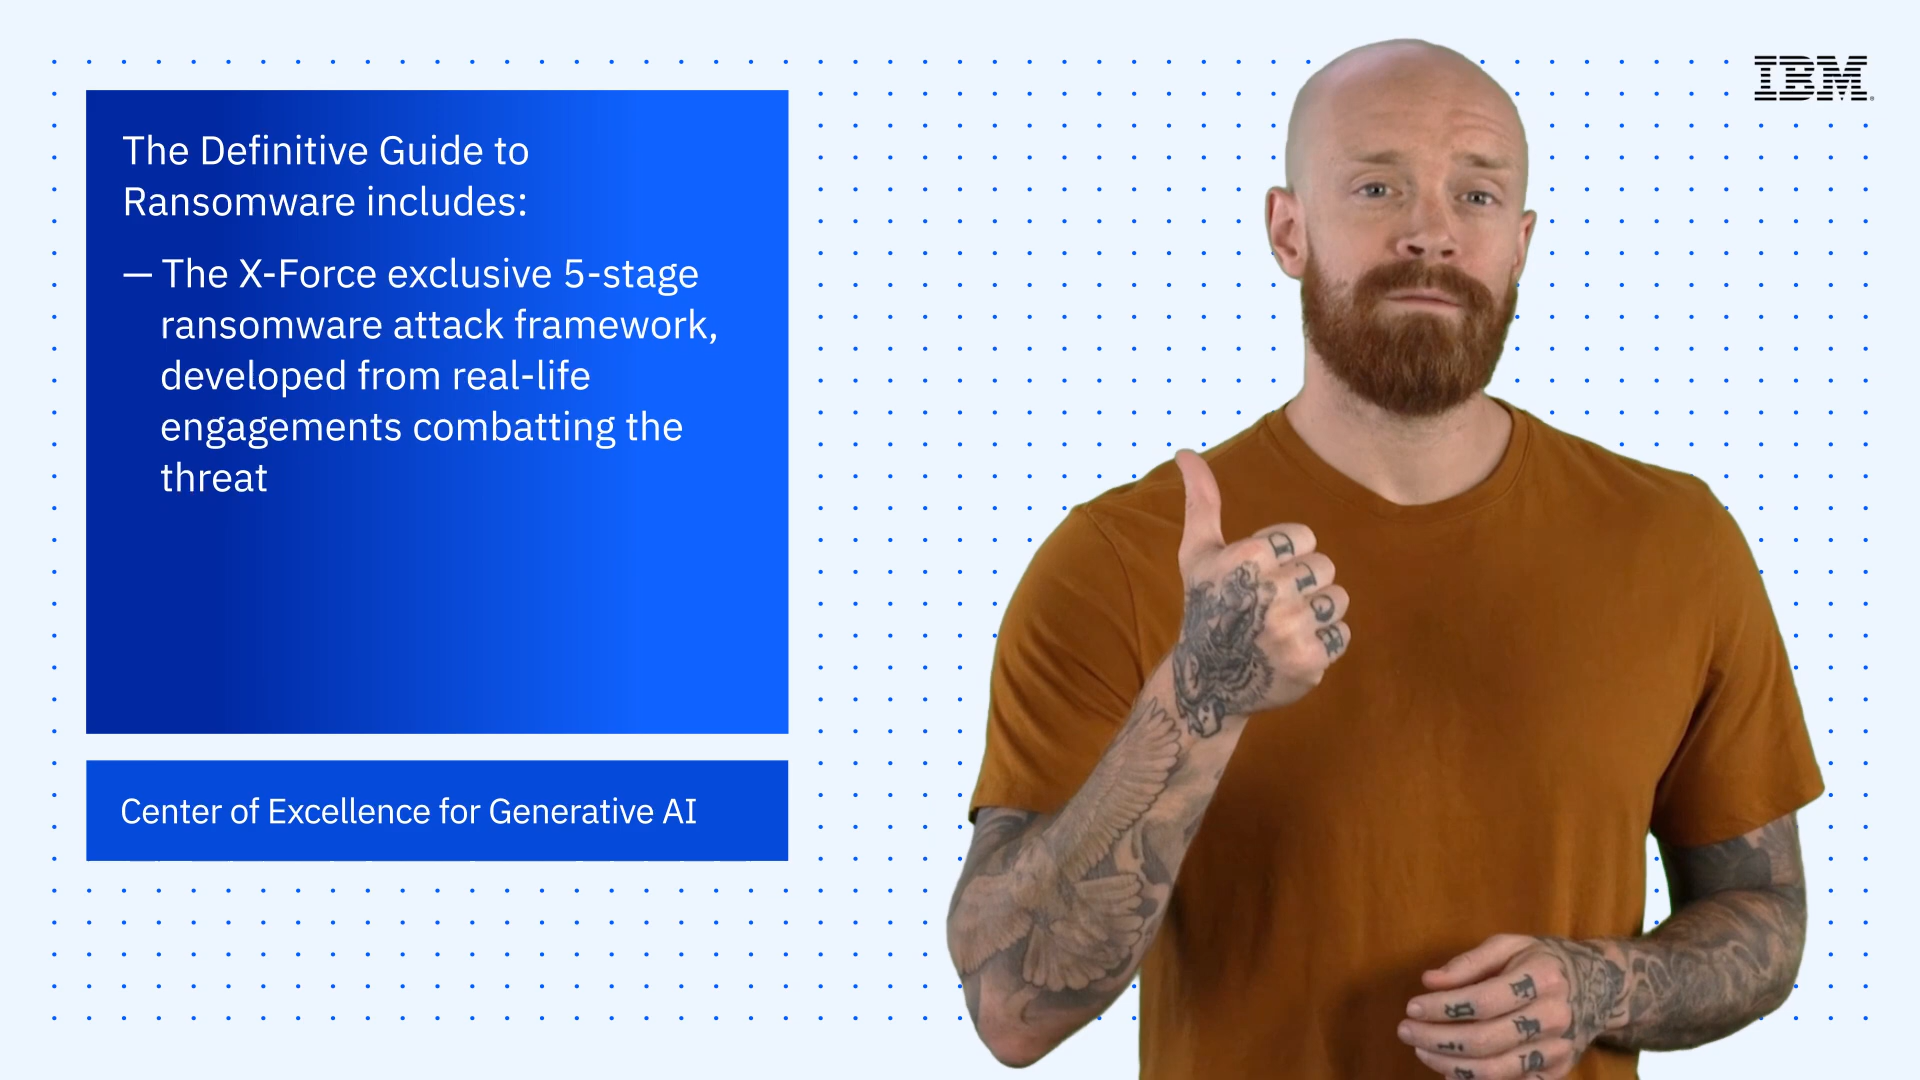 The Definitive Guide to
Ransomware includes:
— The X-Force exclusive 5-stage
ransomware attack framework,
developed from real-life
engagements combatting the
threat
Center of Excellence for Generative AI
IBM